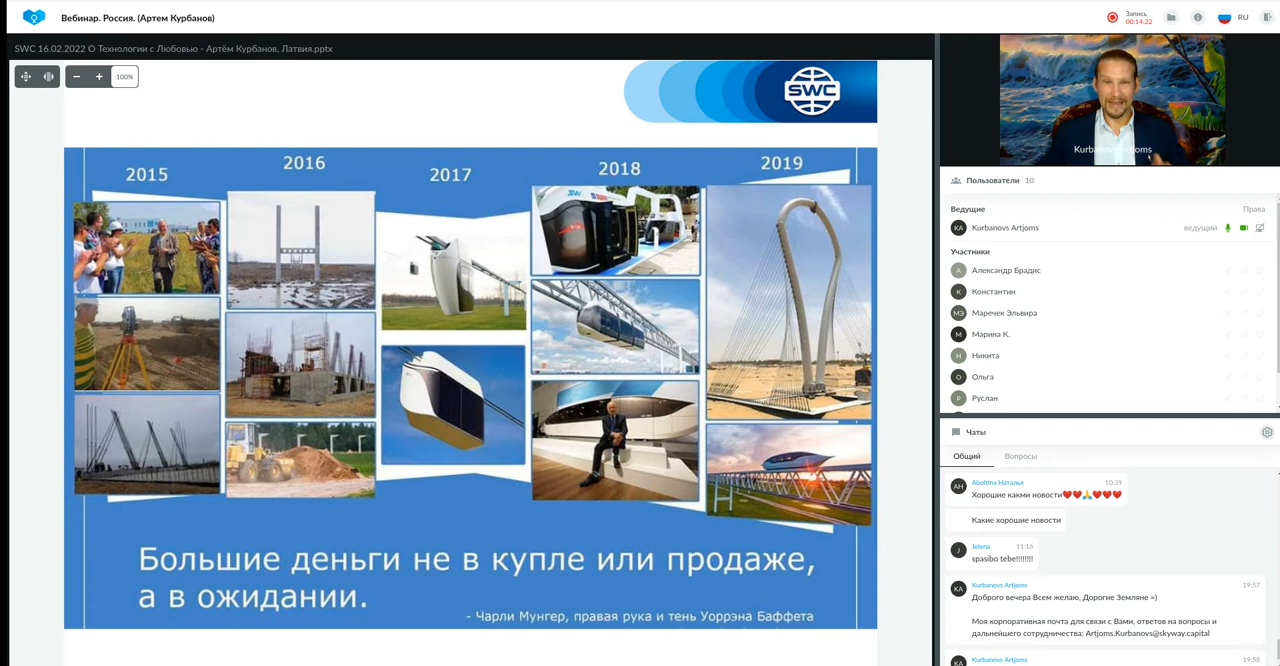 Вебинар. Россия. (Артем Курбанов)
Запись
00:14:22
RU
SWC 16.02.2022 О Технологии с Любовью - Артём Курбанов, Латвия.pptx
100%
SWC
2015
2016
2017
2018
2019
Большие деньги не в купле или продаже,
а в ожидании.
- Чарли Мунгер, правая рука и тень Уоррэна Баффета
Kurbanovs Artjoms
Пользователи 10
Ведущие
Права
KA
Kurbanovs Artjoms
ведущий
Участники
А
Александр Брадис
К
Константин
МЭ
Маречек Эльвира
М
Марина К.
Н
Никита
О
Ольга
Р
Руслан
Чаты
Общий
Вопросы
АН
Aboltina Наталья
10:39
Хорошие какми новости❤️❤️🙏❤️❤️❤️
Какие хорошие новости
J
Jelena
11:16
spasibo tebe!!!!!!!!
KA
Kurbanovs Artjoms
19:57
Доброго вечера Всем желаю, Дорогие Земляне =)
Моя корпоративная почта для связи с Вами, ответов на вопросы и
дальнейшего сотрудничества: Artjoms.Kurbanovs@skyway.capital
KA
Kurbanovs Artjoms
19:58